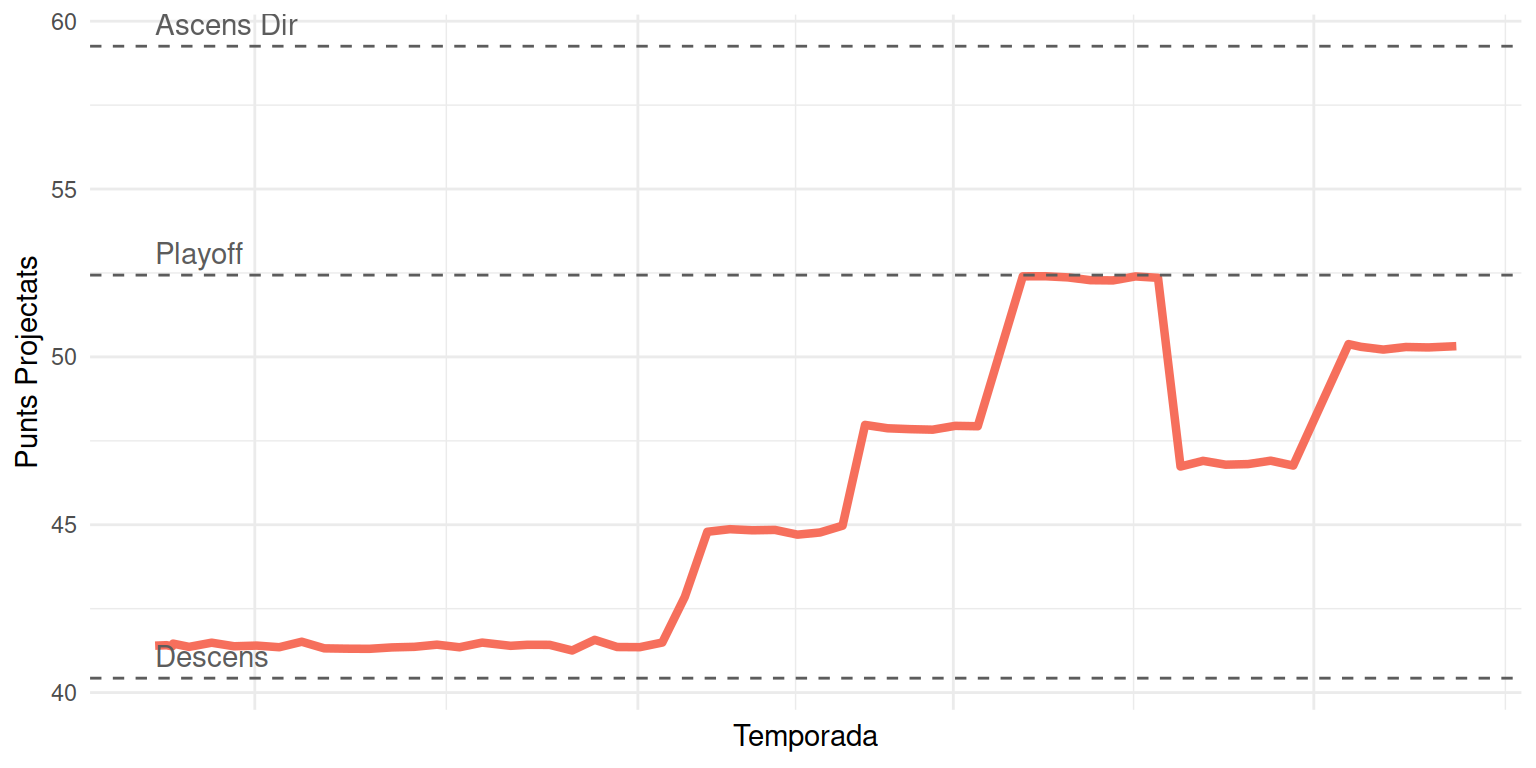 60
Ascens Dir
55
Playoff
50
45
Descens
40
Punts Projectats
Temporada